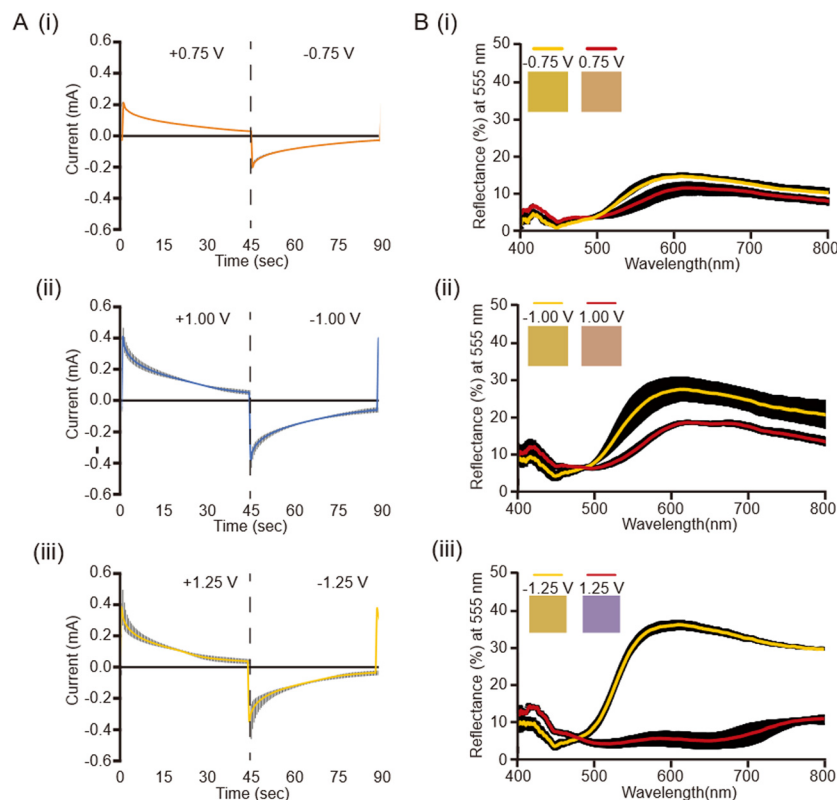 A (i)
0.6
0.4
0.2
0.0
-0.2
-0.4
-0.6
Current (mA)
+0.75 V
-0.75 V
0 15 30 45 60 75 90
Time (sec)
(ii)
0.6
0.4
0.2
0.0
-0.2
-0.4
-0.6
Current (mA)
+1.00 V
-1.00 V
0 15 30 45 60 75 90
Time (sec)
(iii)
0.6
0.4
0.2
0.0
-0.2
-0.4
-0.6
Current (mA)
+1.25 V
-1.25 V
0 15 30 45 60 75 90
Time (sec)
B (i)
50
40
30
20
10
0
Reflectance (%) at 555 nm
-0.75 V 0.75 V
400 500 600 700 800
Wavelength(nm)
(ii)
50
40
30
20
10
0
Reflectance (%) at 555 nm
-1.00 V 1.00 V
400 500 600 700 800
Wavelength(nm)
(iii)
50
40
30
20
10
0
Reflectance (%) at 555 nm
-1.25 V 1.25 V
400 500 600 700 800
Wavelength(nm)